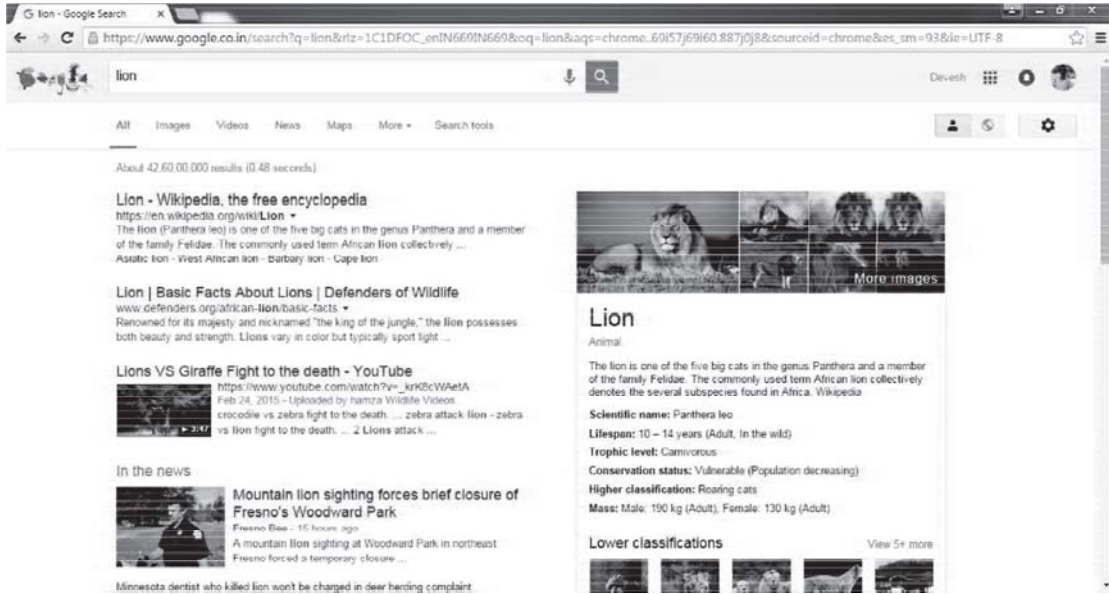 lion - Google Search
https://www.google.co.in/search?q=lion&rlz=1C1DFOC_enIN669IN669&oq=lion&aqs=chrome..69i57j69i60.887j0j8&sourceid=chrome&es_sm=93&ie=UTF-8
lion
Devesh
All Images Videos News Maps More Search tools
About 42,60,00,000 results (0.48 seconds)
Lion - Wikipedia, the free encyclopedia
https://en.wikipedia.org/wiki/Lion
The lion (Panthera leo) is one of the five big cats in the genus Panthera and a member
of the family Felidae. The commonly used term African lion collectively ...
Asiatic lion - West African lion - Barbary lion - Cape lion
Lion | Basic Facts About Lions | Defenders of Wildlife
www.defenders.org/african-lion/basic-facts
Renowned for its majesty and nicknamed "the king of the jungle," the lion possesses
both beauty and strength. Lions vary in color but typically sport light ...
Lions VS Giraffe Fight to the death - YouTube
https://www.youtube.com/watch?v=_krK8cWAetA
Feb 24, 2015 - Uploaded by hamza Wildlife Videos
crocodile vs zebra fight to the death. ... zebra attack lion - zebra
vs lion fight to the death. ... 2 Lions attack ...
3:47
In the news
Mountain lion sighting forces brief closure of
Fresno's Woodward Park
Fresno Bee - 15 hours ago
A mountain lion sighting at Woodward Park in northeast
Fresno forced a temporary closure ...
Minnesota dentist who killed lion won't be charged in deer herding complaint
More images
Lion
Animal
The lion is one of the five big cats in the genus Panthera and a member
of the family Felidae. The commonly used term African lion collectively
denotes the several subspecies found in Africa. Wikipedia
Scientific name: Panthera leo
Lifespan: 10 – 14 years (Adult, In the wild)
Trophic level: Carnivorous
Conservation status: Vulnerable (Population decreasing)
Higher classification: Roaring cats
Mass: Male: 190 kg (Adult), Female: 130 kg (Adult)
Lower classifications
View 5+ more